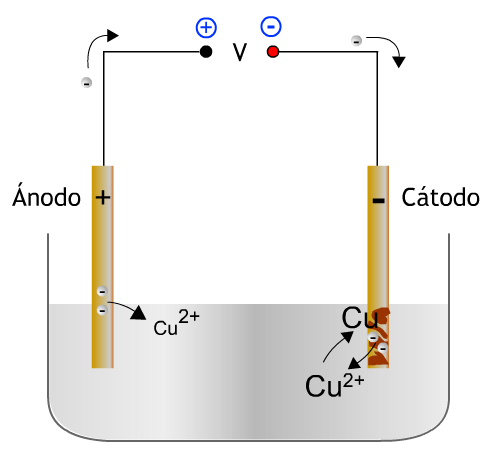 + V -
Ánodo + - Cátodo
Cu²⁺
Cu
Cu²⁺